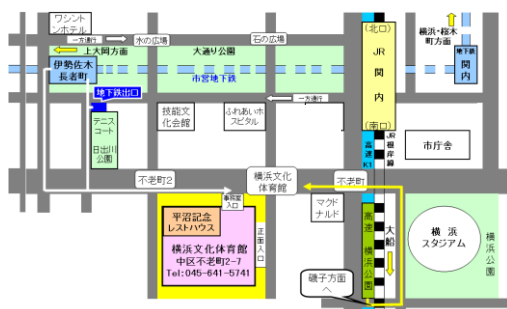 ワシント
ンホテル
一方通行
水の広場
石の広場
(北口)
横浜・桜木
町方面
上大岡方面
大通り公園
JR
関
内
地下鉄
関
内
伊勢佐木
長者町
市営地下鉄
地下鉄出口
一方通行
テニス
コート
日出川
公園
技能文
化会館
ふれあいホ
スピタル
(南口)
高速
K1
JR
根岸線
市庁舎
不老町2
横浜文化
体育館
不老町
事務室
入口
平沼記念
レストハウス
正面入口
マクド
ナルド
高速
横浜公園
大船
横浜
スタジアム
横浜公園
横浜文化体育館
中区不老町2-7
Tel:045-641-5741
磯子方面
へ